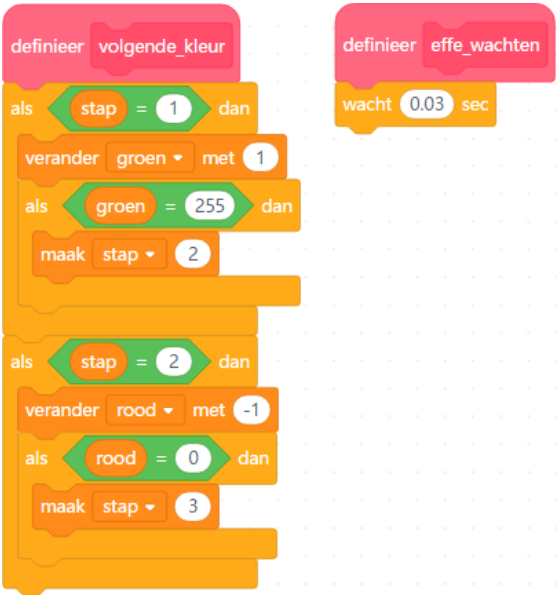 definieer volgende_kleur
als stap = 1 dan
verander groen met 1
als groen = 255 dan
maak stap 2
als stap = 2 dan
verander rood met -1
als rood = 0 dan
maak stap 3
definieer effe_wachten
wacht 0.03 sec